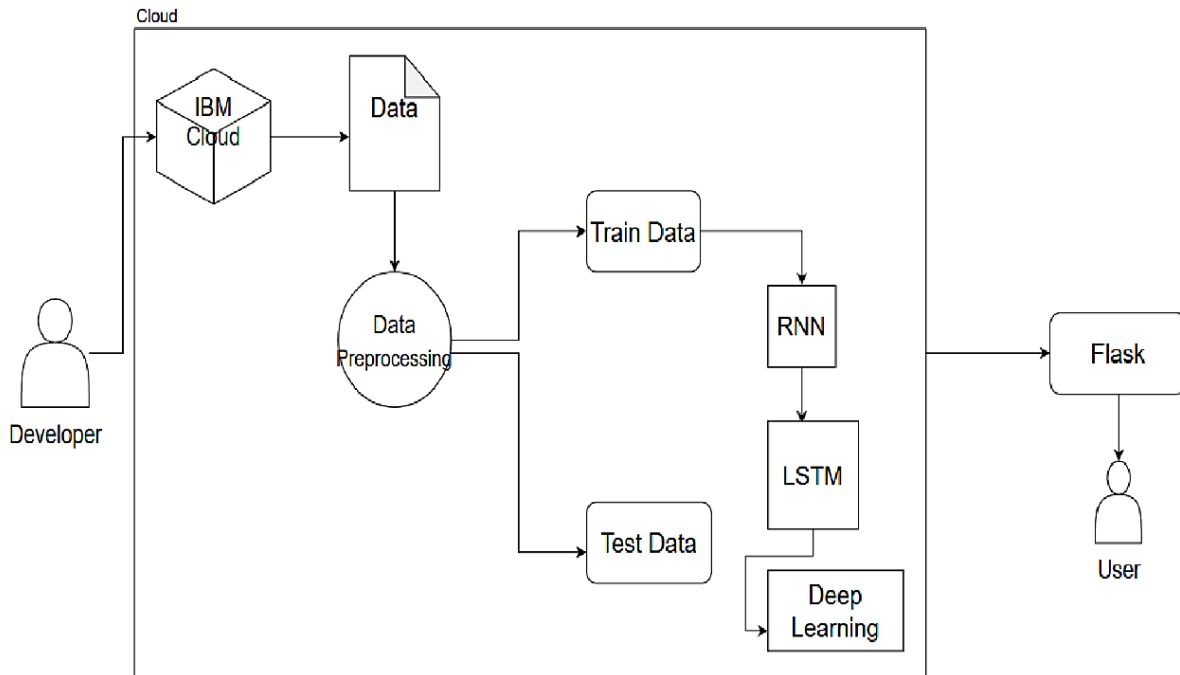 Cloud
IBM
Cloud
Data
Train Data
Data
Preprocessing
RNN
Flask
Developer
LSTM
Test Data
User
Deep
Learning